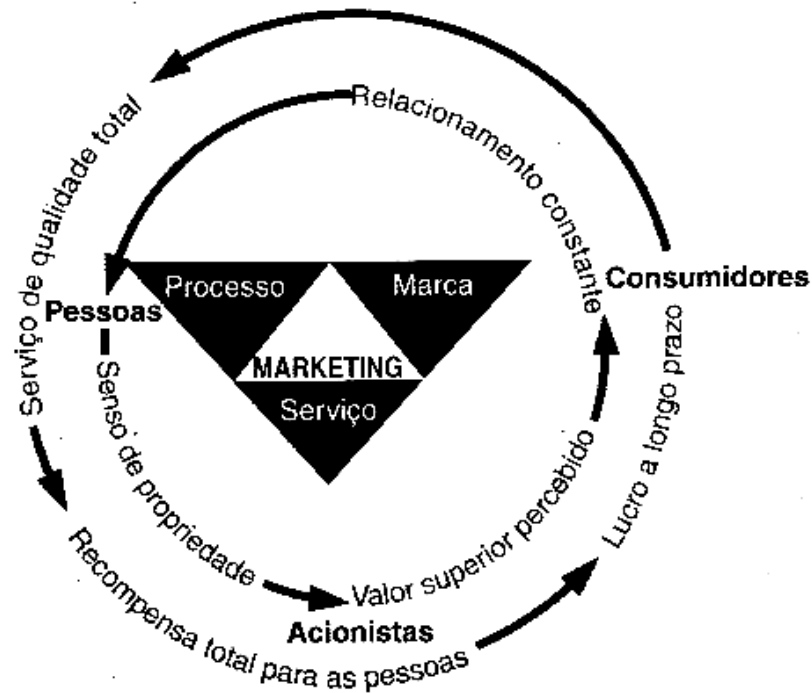 Relacionamento constante
Serviço de qualidade total
Processo
Marca
Consumidores
Pessoas
MARKETING
Serviço
Senso de propriedade
Valor superior percebido
Lucro a longo prazo
Acionistas
Recompensa total para as pessoas